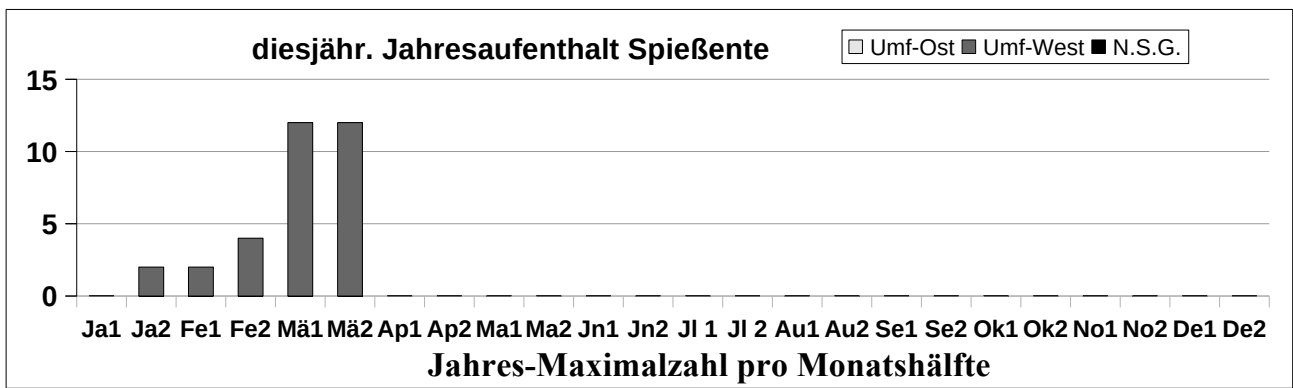 diesjähr. Jahresaufenthalt Spießente
Umf-Ost Umf-West N.S.G.
15
10
5
0
Ja1 Ja2 Fe1 Fe2 Mä1 Mä2 Ap1 Ap2 Ma1 Ma2 Jn1 Jn2 Jl 1 Jl 2 Au1 Au2 Se1 Se2 Ok1 Ok2 No1 No2 De1 De2
Jahres-Maximalzahl pro Monatshälfte